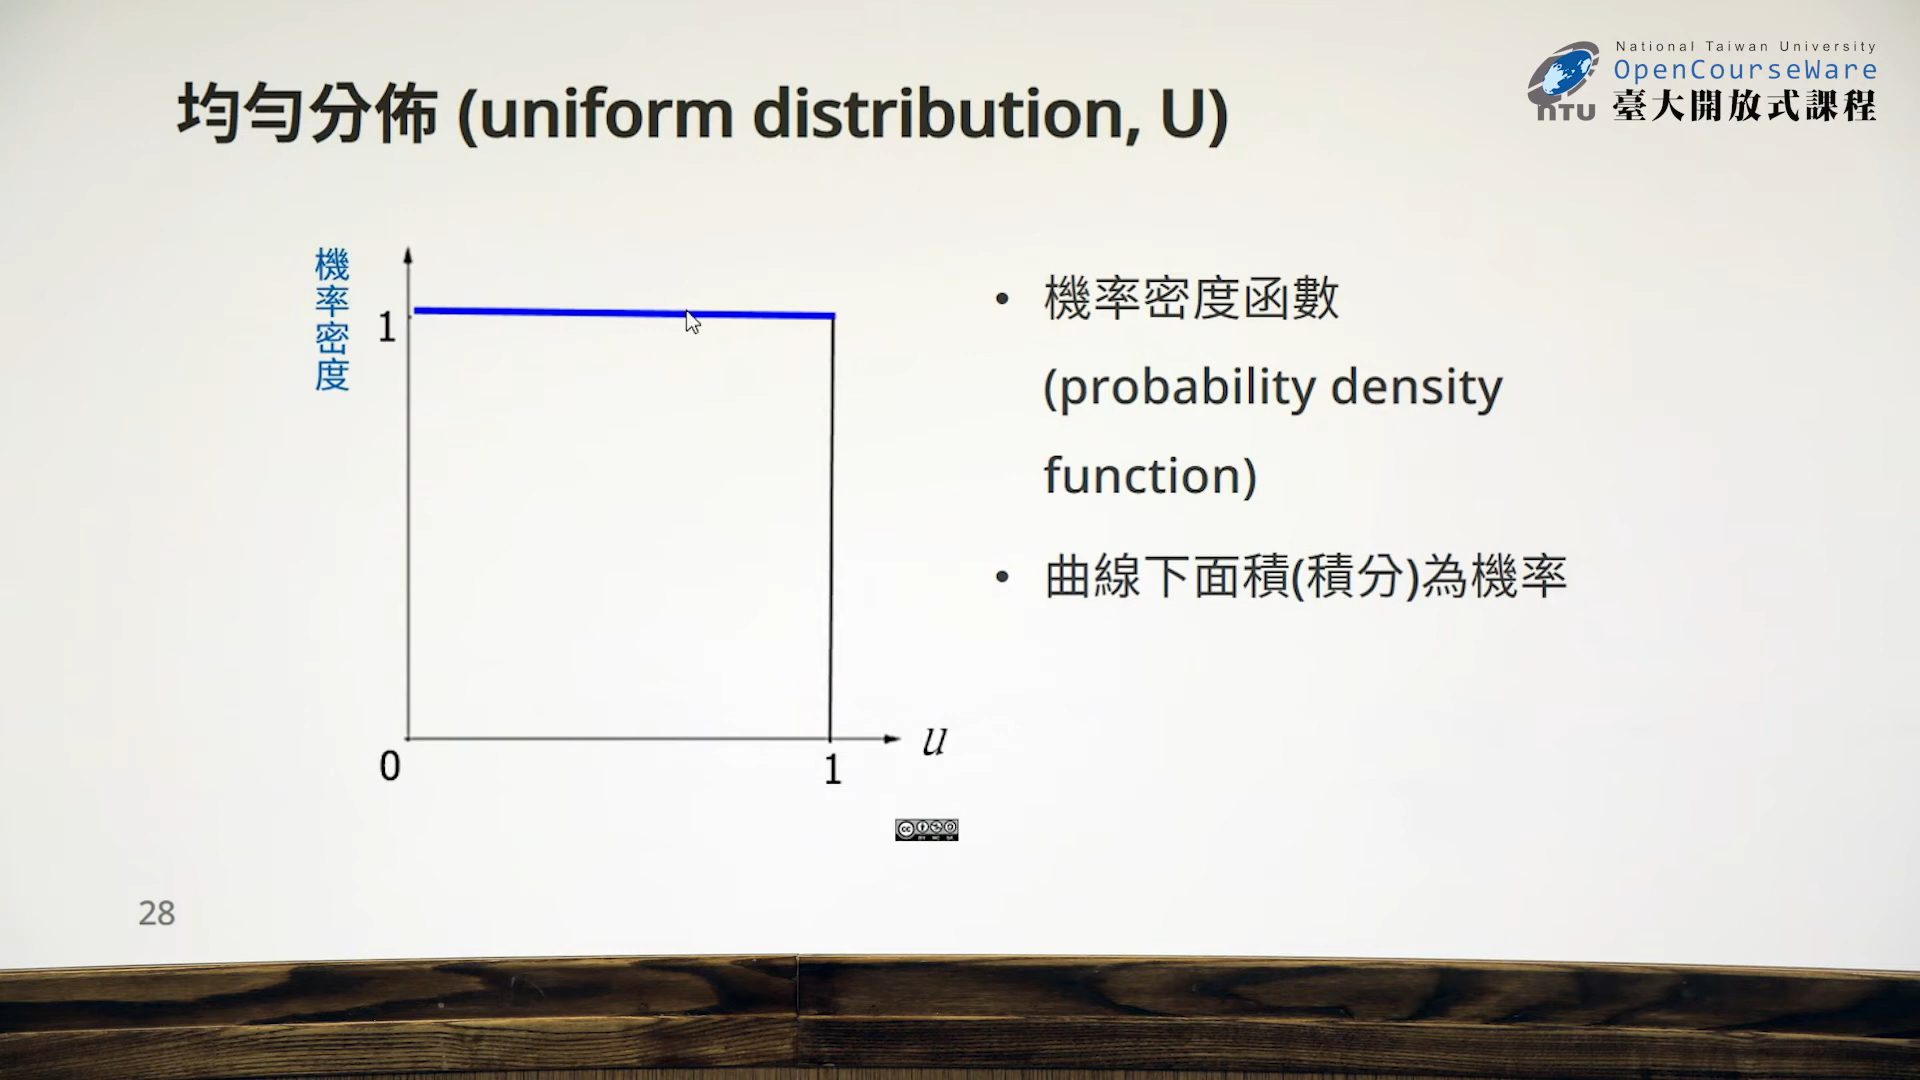 National Taiwan University
OpenCourseWare
nTU 臺大開放式課程
均勻分佈 (uniform distribution, U)
機率密度
1
0
1
u
• 機率密度函數
(probability density
function)
• 曲線下面積(積分)為機率
28